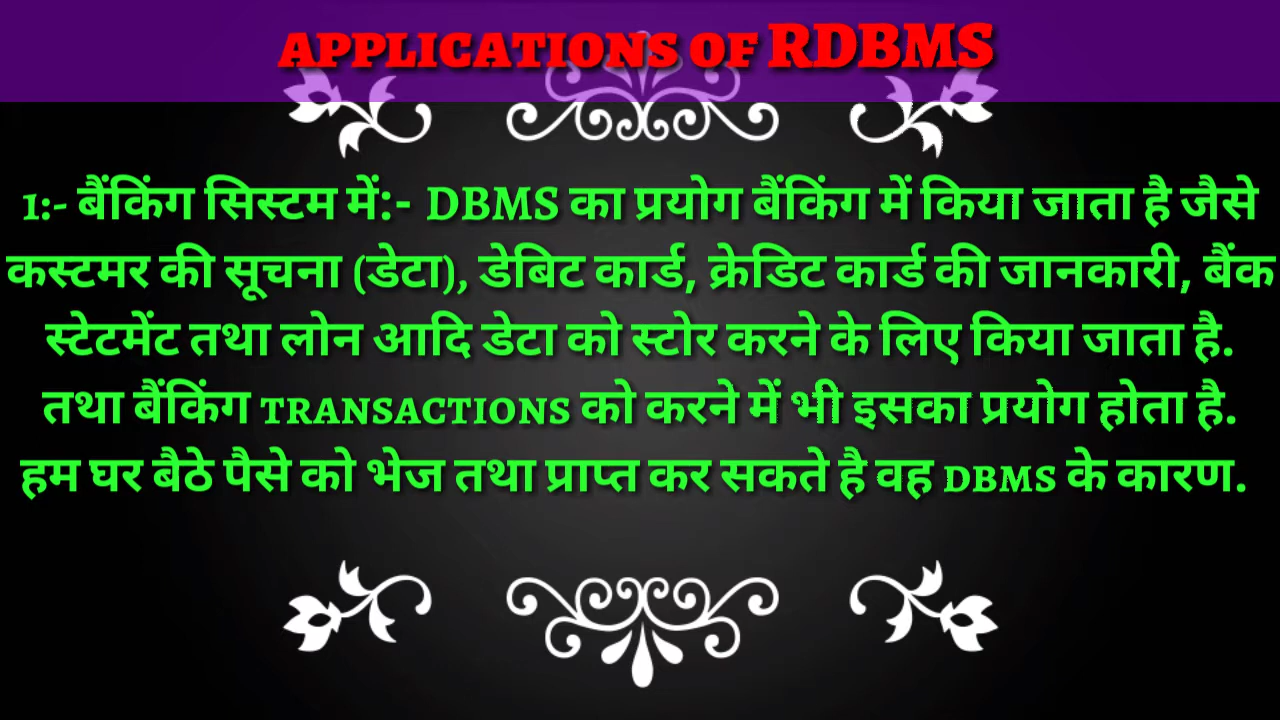 APPLICATIONS OF RDBMS
1:- बैंकिंग सिस्टम में:- DBMS का प्रयोग बैंकिंग में किया जाता है जैसे
कस्टमर की सूचना (डेटा), डेबिट कार्ड, क्रेडिट कार्ड की जानकारी, बैंक
स्टेटमेंट तथा लोन आदि डेटा को स्टोर करने के लिए किया जाता है.
तथा बैंकिंग TRANSACTIONS को करने में भी इसका प्रयोग होता है.
हम घर बैठे पैसे को भेज तथा प्राप्त कर सकते है वह DBMS के कारण.